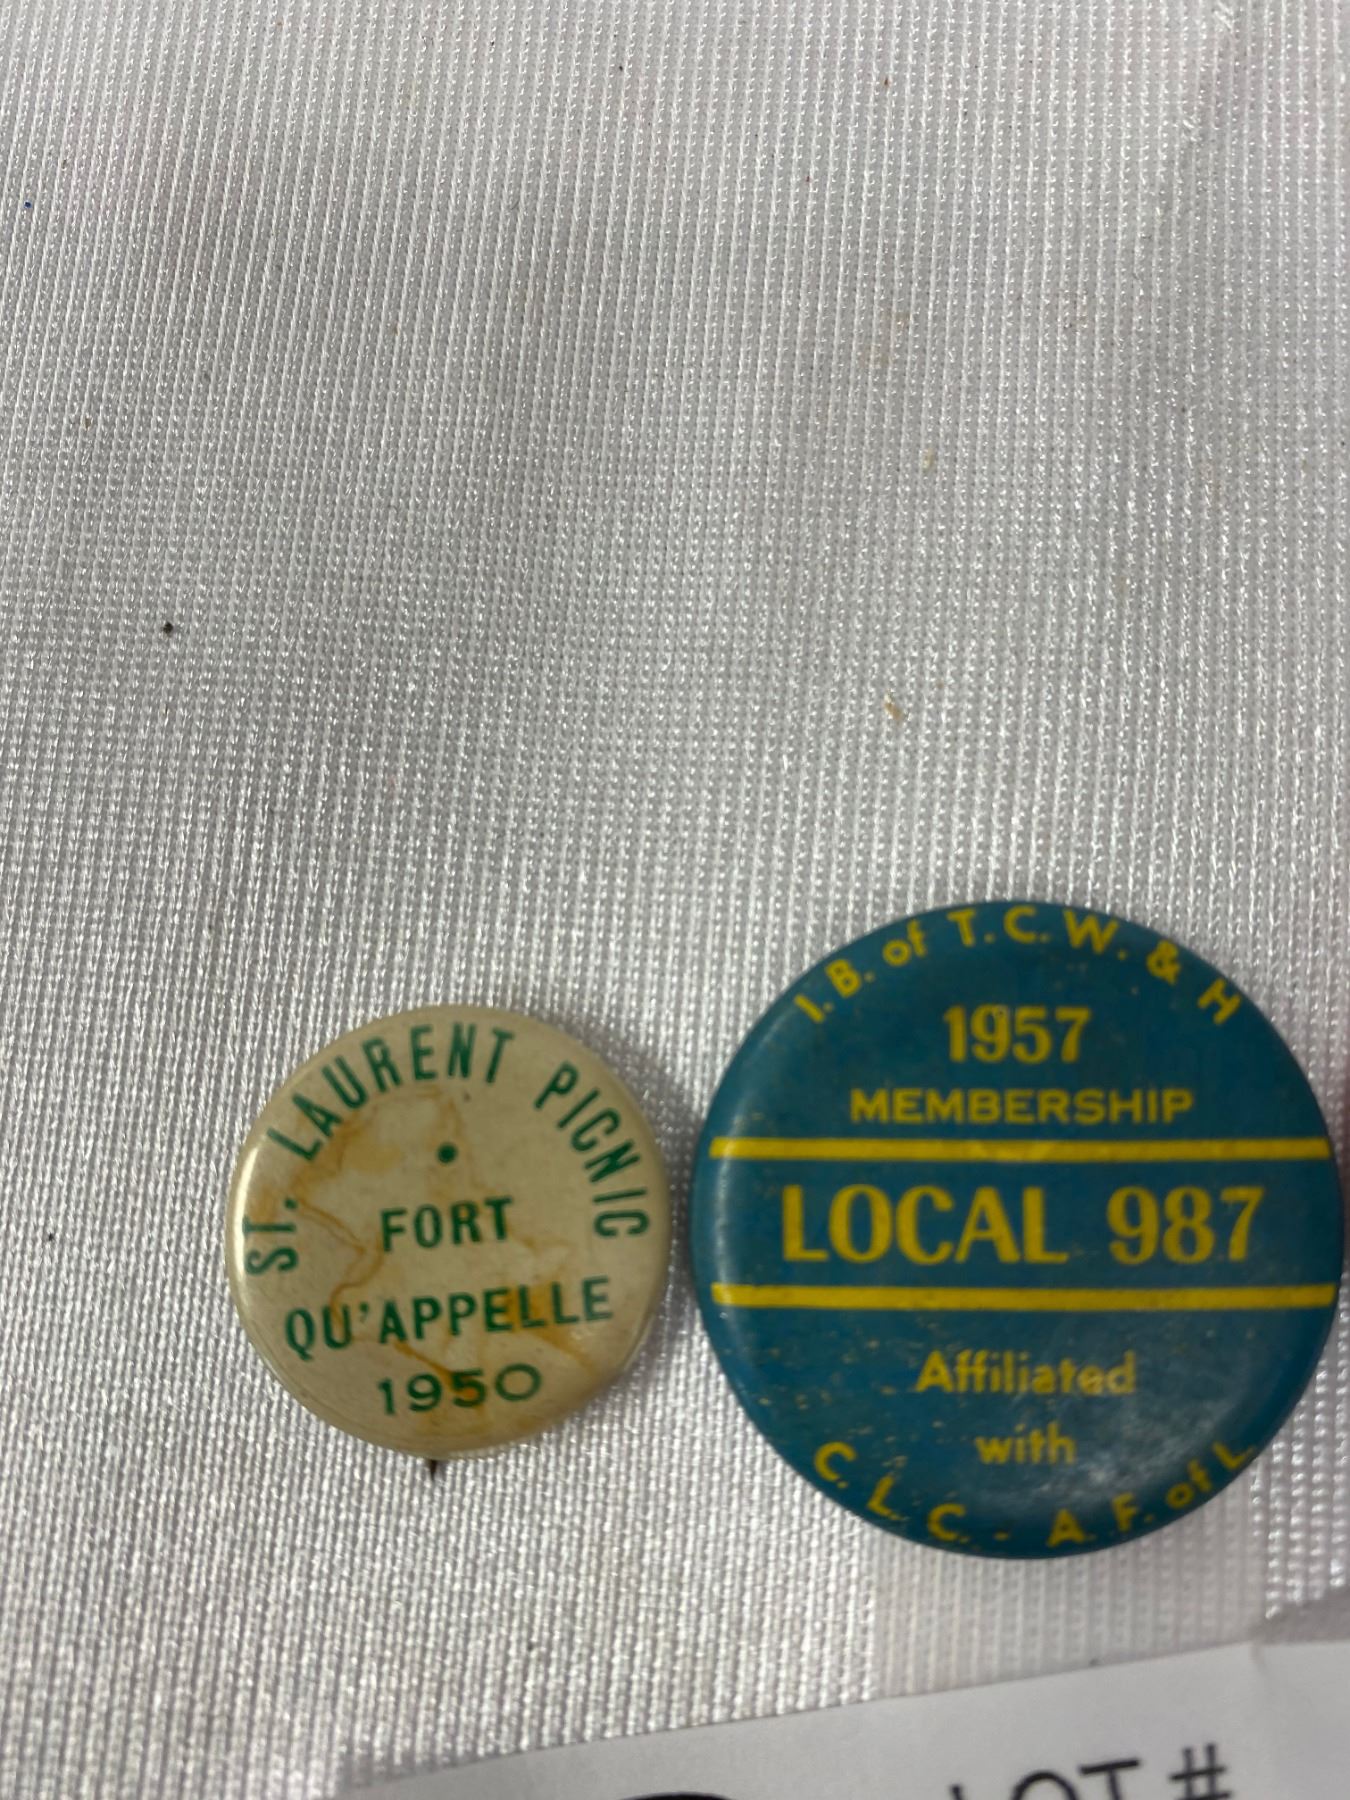 ST. LAURENT PICNIC
FORT
QU'APPELLE
1950
I. B. of T. C. W. & H
1957
MEMBERSHIP
LOCAL 987
Affiliated
with
C. L. C. - A. F. of L.
LOT #